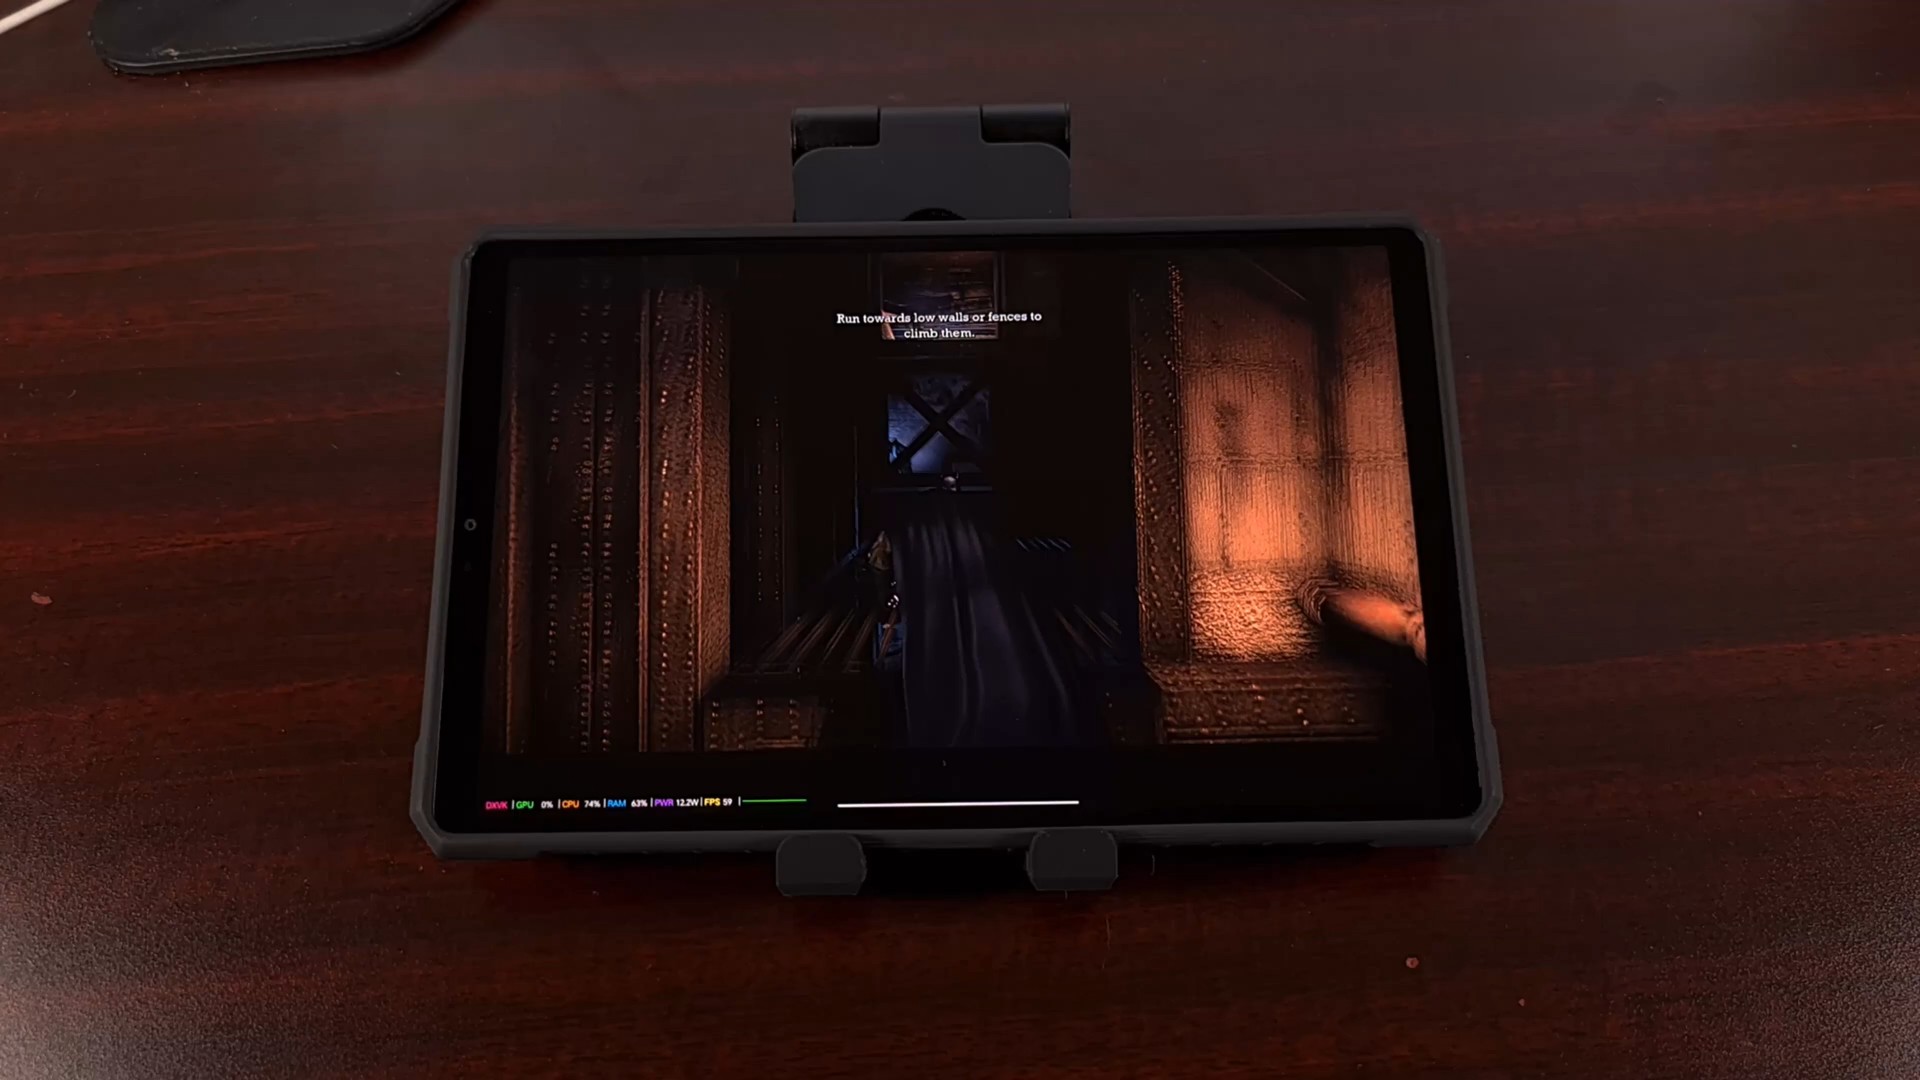 Run towards low walls or fences to
climb them.
DXVK | GPU 0% | CPU 74% | RAM 63% | PWR 12.2W | FPS 59 |